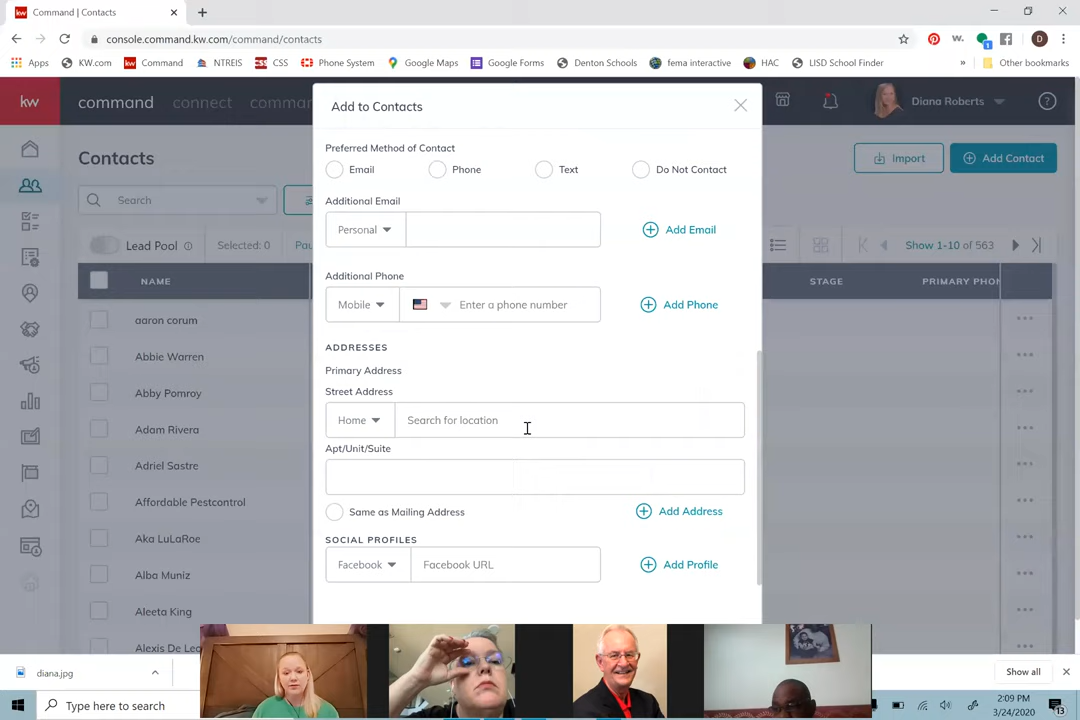 kw Command | Contacts
console.command.kw.com/command/contacts
Apps KW.com kw Command NTREIS CSS Phone System Google Maps Google Forms Denton Schools fema interactive HAC LISD School Finder » Other bookmarks
kw command connect comma Diana Roberts ?
Add to Contacts
Contacts Import Add Contact
Search
Lead Pool Selected: 0 Show 1-10 of 563
NAME STAGE PRIMARY PHON
aaron corum
Abbie Warren
Abby Pomroy
Adam Rivera
Adriel Sastre
Affordable Pestcontrol
Aka LuLaRoe
Alba Muniz
Aleeta King
Alexis De Le
Preferred Method of Contact
Email Phone Text Do Not Contact
Additional Email
Personal Add Email
Additional Phone
Mobile Enter a phone number Add Phone
ADDRESSES
Primary Address
Street Address
Home Search for location
Apt/Unit/Suite
Same as Mailing Address Add Address
SOCIAL PROFILES
Facebook Facebook URL Add Profile
diana.jpg Show all
Type here to search 2:09 PM
3/24/2020 13